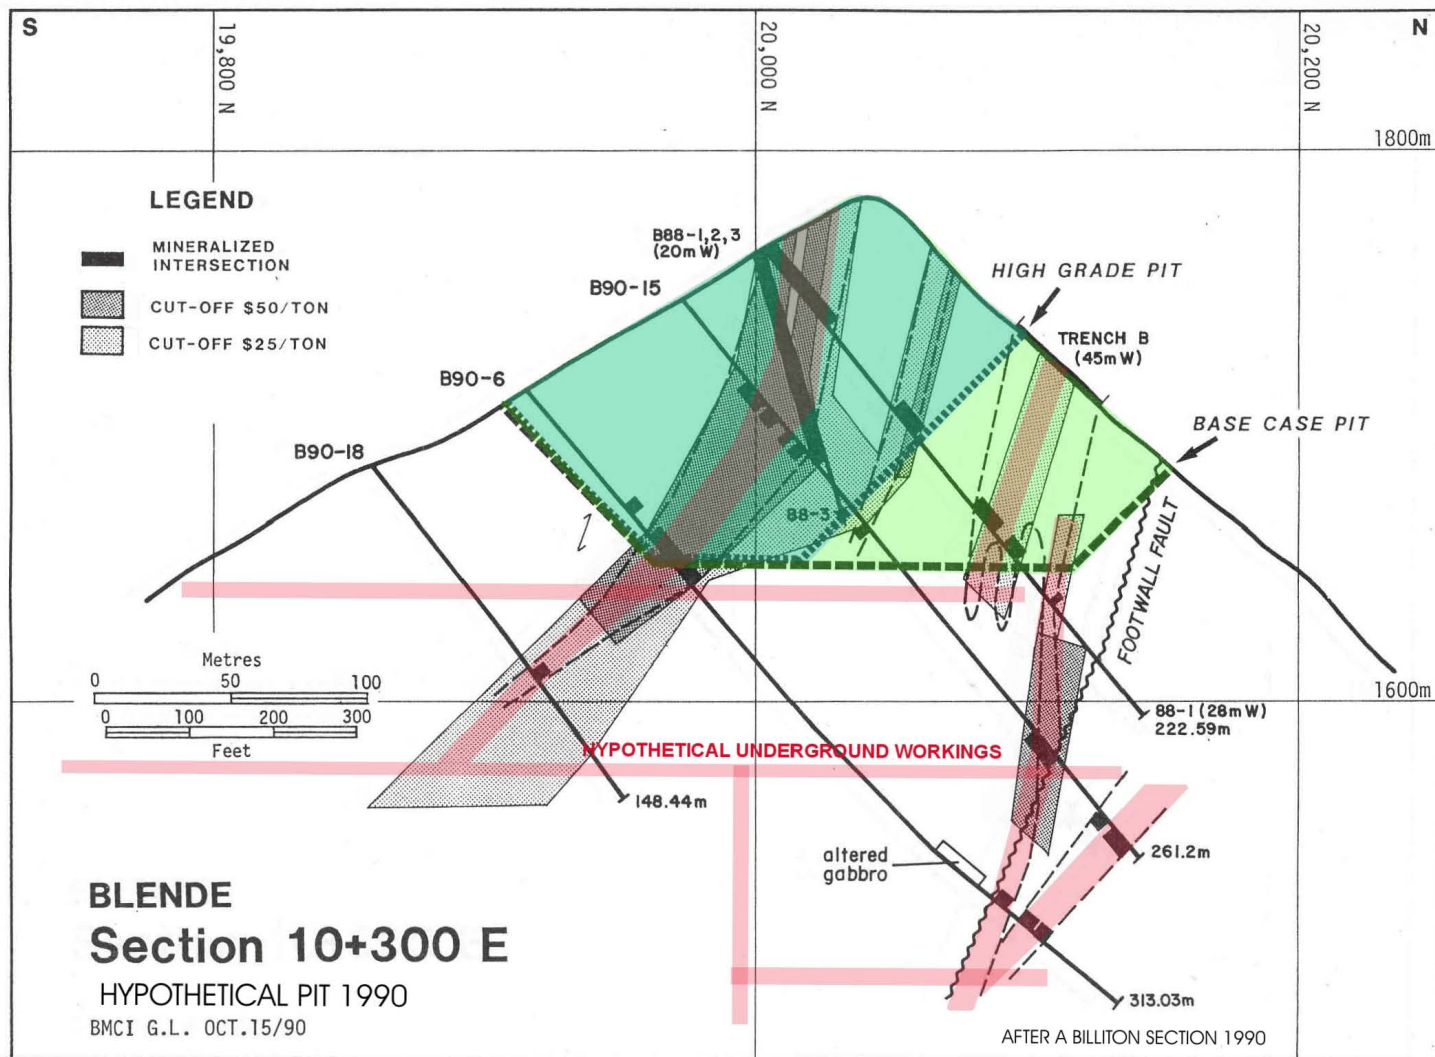 S
19,800 N
20,000 N
20,200 N
N
1800m
LEGEND
MINERALIZED
INTERSECTION
CUT-OFF $50/TON
CUT-OFF $25/TON
B88-1,2,3
(20m W)
B90-15
B90-6
B90-18
HIGH GRADE PIT
TRENCH B
(45m W)
BASE CASE PIT
88-3
FOOTWALL FAULT
Metres
0 50 100
0 100 200 300
Feet
1600m
88-1 (28m W)
222.59m
HYPOTHETICAL UNDERGROUND WORKINGS
148.44m
261.2m
altered
gabbro
313.03m
BLENDE
Section 10+300 E
HYPOTHETICAL PIT 1990
BMCI G.L. OCT.15/90
AFTER A BILLITON SECTION 1990